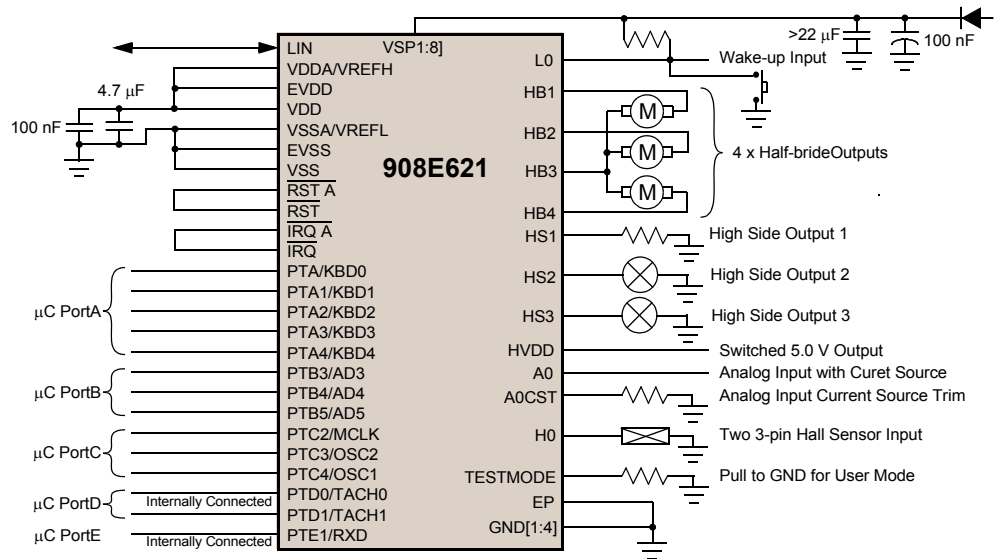 VSP1:8]
>22 μF
100 nF
LIN
VDDA/VREFH
EVDD
VDD
VSSA/VREFL
EVSS
VSS
RST A
RST
IRQ A
IRQ
PTA/KBD0
PTA1/KBD1
PTA2/KBD2
PTA3/KBD3
PTA4/KBD4
PTB3/AD3
PTB4/AD4
PTB5/AD5
PTC2/MCLK
PTC3/OSC2
PTC4/OSC1
PTD0/TACH0
PTD1/TACH1
PTE1/RXD
4.7 μF
100 nF
μC PortA
μC PortB
μC PortC
μC PortD
μC PortE
Internally Connected
Internally Connected
908E621
L0
HB1
HB2
HB3
HB4
HS1
HS2
HS3
HVDD
A0
A0CST
H0
TESTMODE
EP
GND[1:4]
M
M
M
Wake-up Input
4 x Half-brideOutputs
High Side Output 1
High Side Output 2
High Side Output 3
Switched 5.0 V Output
Analog Input with Curet Source
Analog Input Current Source Trim
Two 3-pin Hall Sensor Input
Pull to GND for User Mode